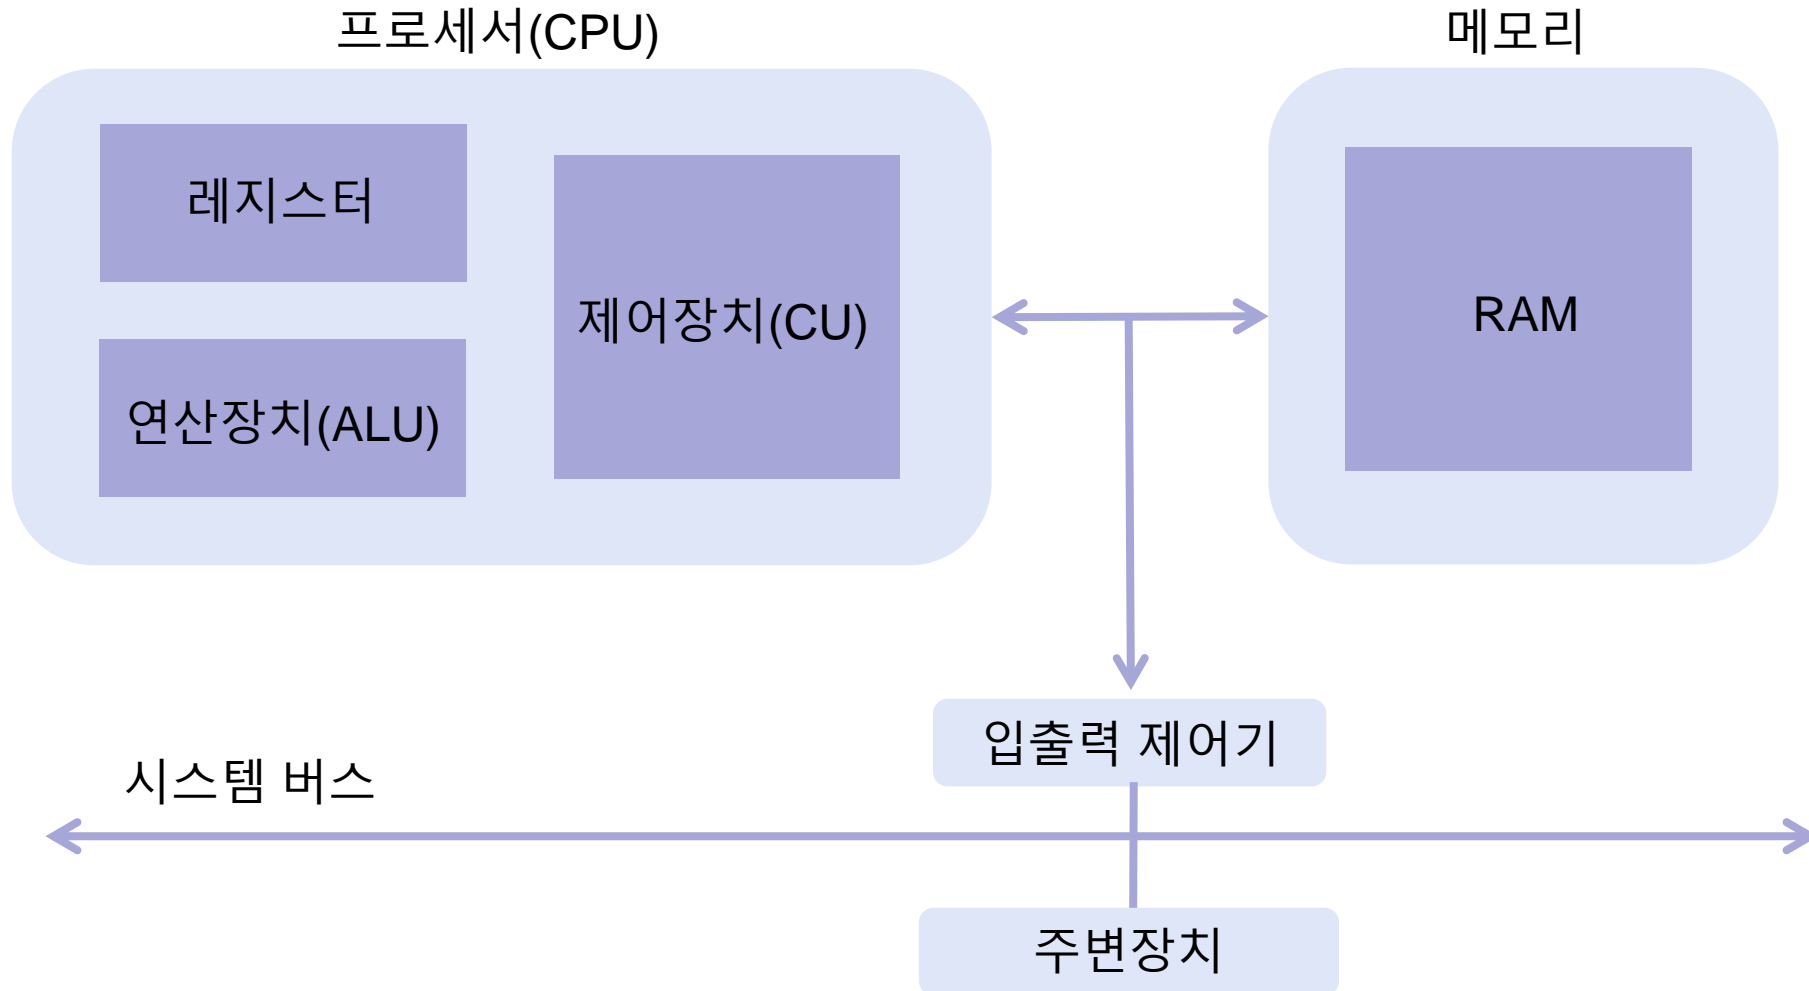 프로세서(CPU)
메모리
레지스터
제어장치(CU)
연산장치(ALU)
RAM
입출력 제어기
시스템 버스
주변장치